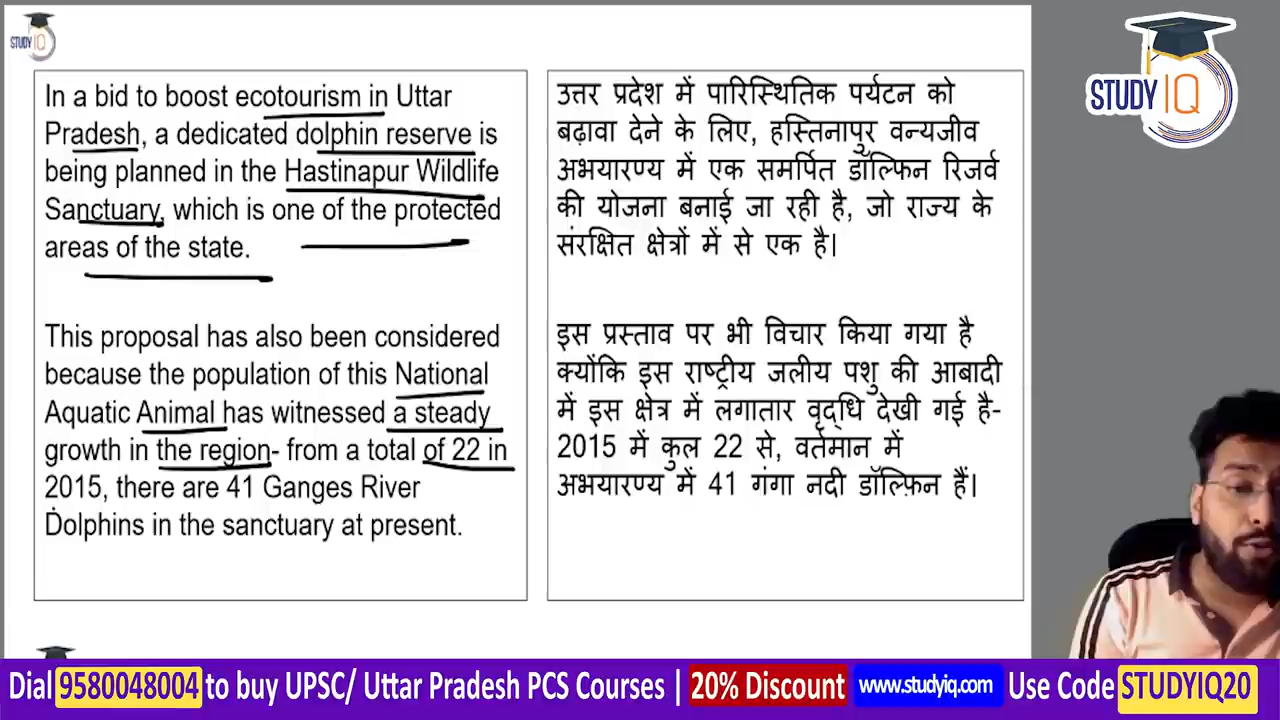 STUDY IQ
In a bid to boost ecotourism in Uttar
Pradesh, a dedicated dolphin reserve is
being planned in the Hastinapur Wildlife
Sanctuary, which is one of the protected
areas of the state.
This proposal has also been considered
because the population of this National
Aquatic Animal has witnessed a steady
growth in the region- from a total of 22 in
2015, there are 41 Ganges River
Dolphins in the sanctuary at present.
उत्तर प्रदेश में पारिस्थितिक पर्यटन को
बढ़ावा देने के लिए, हस्तिनापुर वन्यजीव
अभयारण्य में एक समर्पित डॉल्फिन रिजर्व
की योजना बनाई जा रही है, जो राज्य के
संरक्षित क्षेत्रों में से एक है।
इस प्रस्ताव पर भी विचार किया गया है
क्योंकि इस राष्ट्रीय जलीय पशु की आबादी
में इस क्षेत्र में लगातार वृद्धि देखी गई है-
2015 में कुल 22 से, वर्तमान में
अभयारण्य में 41 गंगा नदी डॉल्फ़िन हैं।
STUDY IQ
Dial 9580048004 to buy UPSC/ Uttar Pradesh PCS Courses | 20% Discount www.studyiq.com Use Code STUDYIQ20